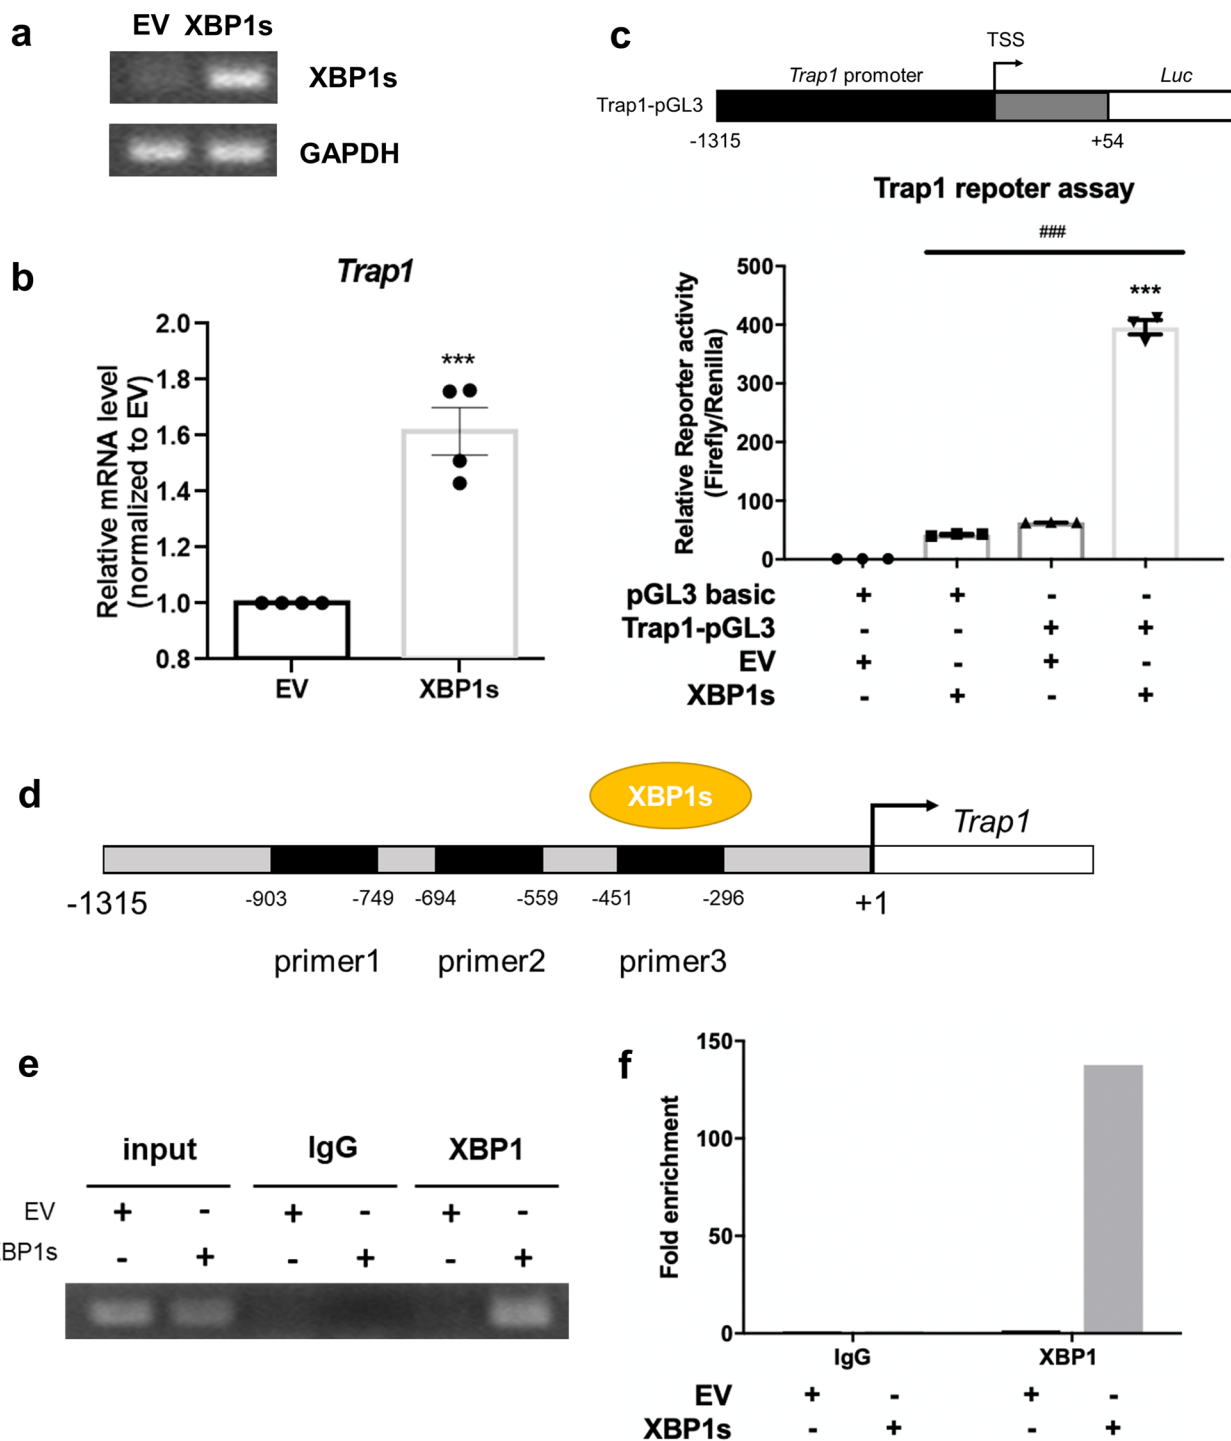 a
EV XBP1s
XBP1s
GAPDH
b
Trap1
Relative mRNA level
(normalized to EV)
2.0
1.8
1.6
1.4
1.2
1.0
0.8
***
EV XBP1s
c
TSS
Trap1 promoter Luc
Trap1-pGL3
-1315 +54
Trap1 repoter assay
###
***
Relative Reporter activity
(Firefly/Renilla)
500
400
300
200
100
0
pGL3 basic + + - -
Trap1-pGL3 - - + +
EV + - + -
XBP1s - + - +
d
XBP1s
Trap1
-1315 -903 -749 -694 -559 -451 -296 +1
primer1 primer2 primer3
e
input IgG XBP1
EV + - + - + -
BP1s - + - + - +
f
Fold enrichment
150
100
50
0
IgG XBP1
EV + - + -
XBP1s - + - +